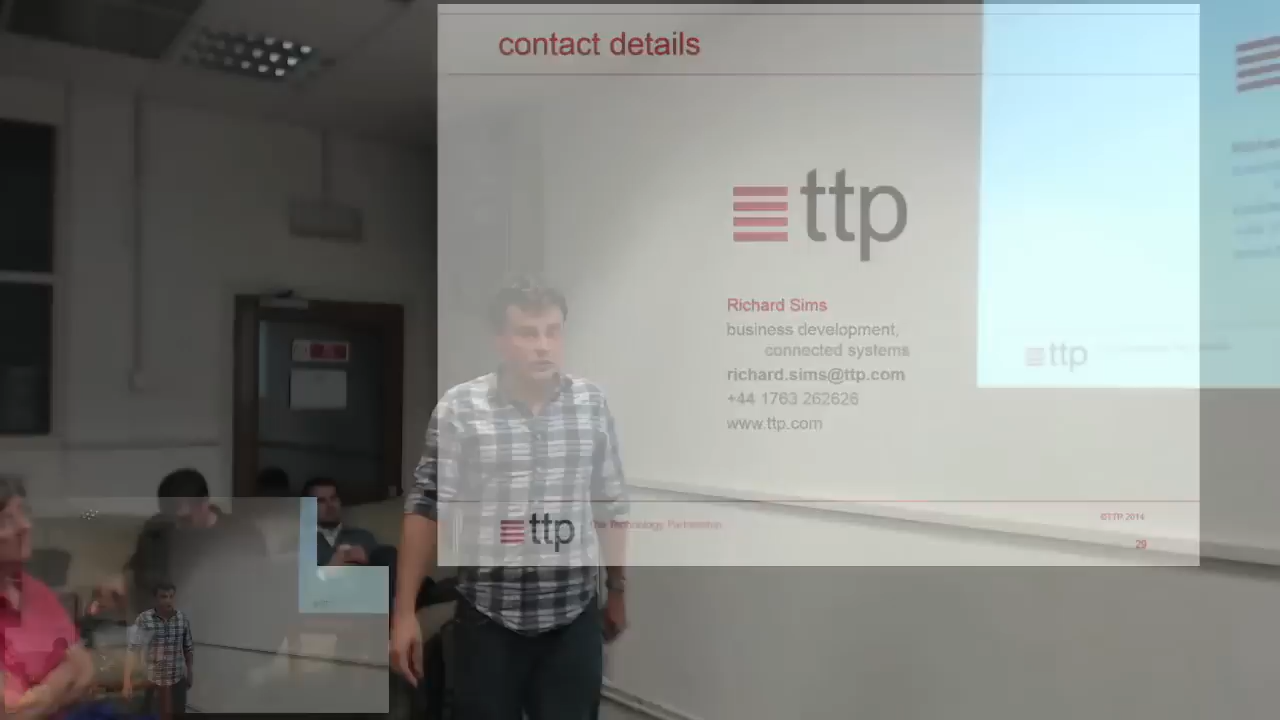 contact details
ttp
Richard Sims
business development,
connected systems
richard.sims@ttp.com
+44 1763 262626
www.ttp.com
ttp
ttp The Technology Partnership
©TTP 2014
29